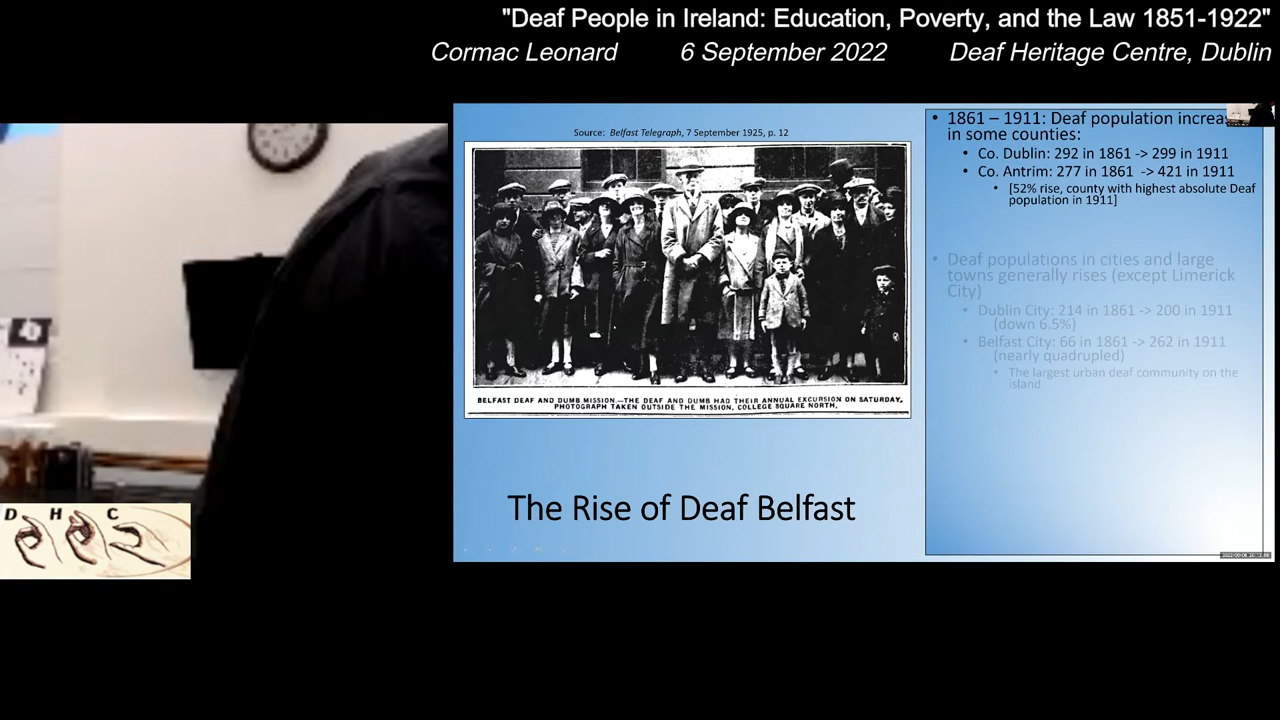 "Deaf People in Ireland: Education, Poverty, and the Law 1851-1922"
Cormac Leonard 6 September 2022 Deaf Heritage Centre, Dublin
Source: Belfast Telegraph, 7 September 1925, p. 12
BELFAST DEAF AND DUMB MISSION.—THE DEAF AND DUMB HAD THEIR ANNUAL EXCURSION ON SATURDAY.
PHOTOGRAPH TAKEN OUTSIDE THE MISSION, COLLEGE SQUARE NORTH.
The Rise of Deaf Belfast
• 1861 – 1911: Deaf population
in some counties:
• Co. Dublin: 292 in 1861 -> 299 in 1911
• Co. Antrim: 277 in 1861 -> 421 in 1911
• [52% rise, county with highest absolute Deaf
population in 1911]
• Deaf populations in cities and large
towns generally rises (except Limerick
City)
• Dublin City: 214 in 1861 -> 200 in 1911
(down 6.5%)
• Belfast City: 66 in 1861 -> 262 in 1911
(nearly quadrupled)
• The largest urban deaf community on the
island
D H C